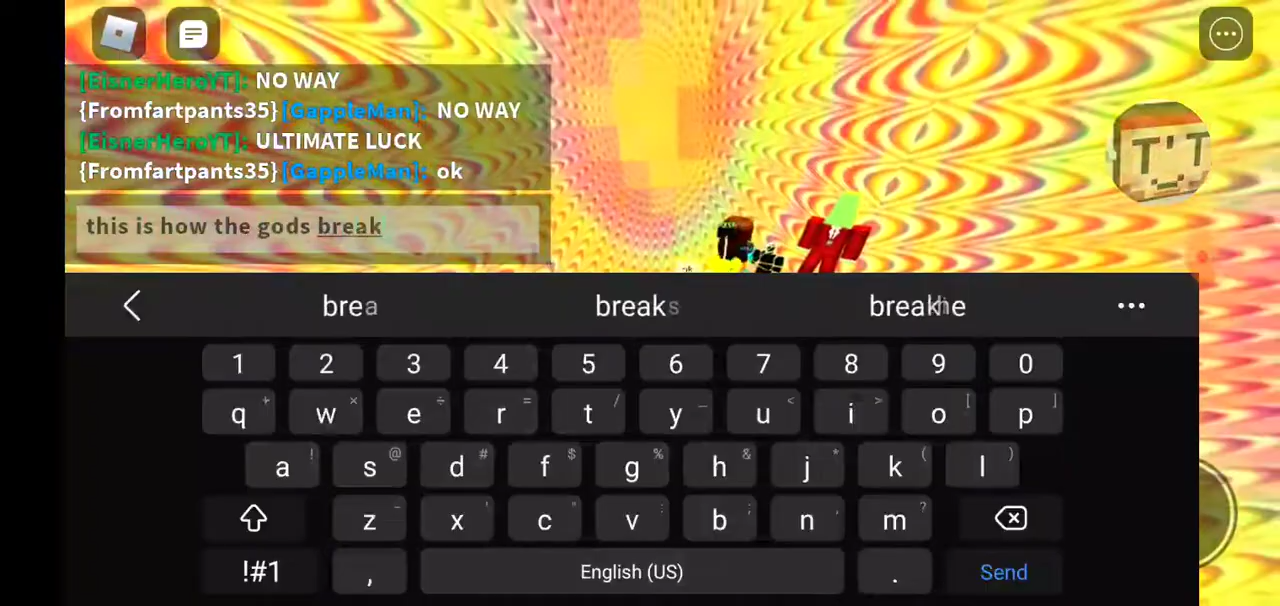 [EisnerHeroYT]: NO WAY
{Fromfartpants35}[GappleMan]: NO WAY
[EisnerHeroYT]: ULTIMATE LUCK
{Fromfartpants35}[GappleMan]: ok
this is how the gods break
brea breaks
1 2 3 4 5 6 7 8 9 0
q + w × e ÷ r = t / y _ u < i > o [ p ]
a ! s @ d # f $ g % h & j * k ( l )
z - x ' c " v : b ; n , m ?
!#1 , English (US) . Send